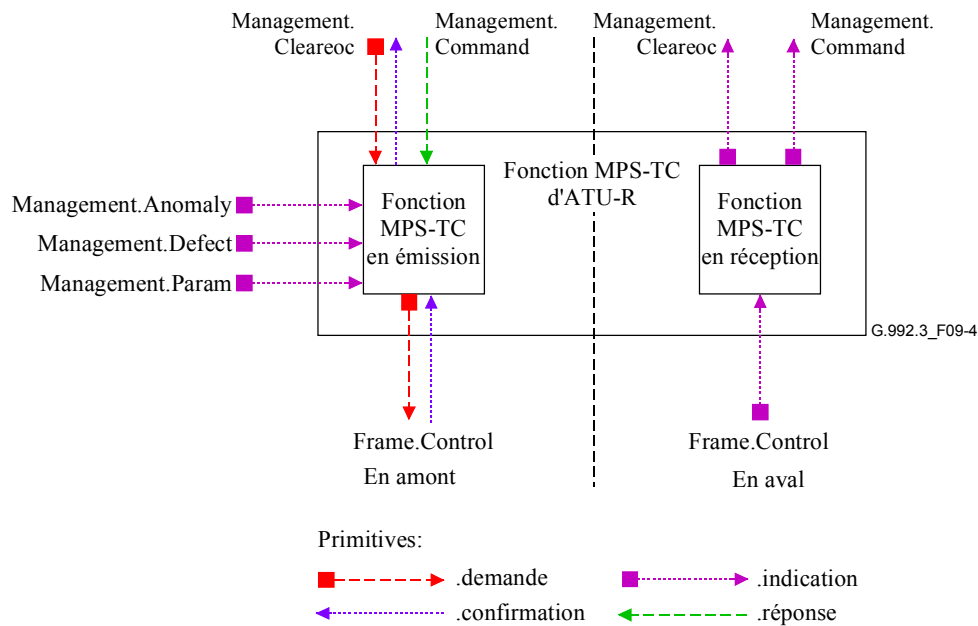 Management.
Cleareoc
Management.
Command
Management.
Cleareoc
Management.
Command
Fonction MPS-TC
d'ATU-R
Fonction
MPS-TC
en émission
Fonction
MPS-TC
en réception
Management.Anomaly
Management.Defect
Management.Param
G.992.3_F09-4
Frame.Control
En amont
Frame.Control
En aval
Primitives:
.demande
.indication
.confirmation
.réponse